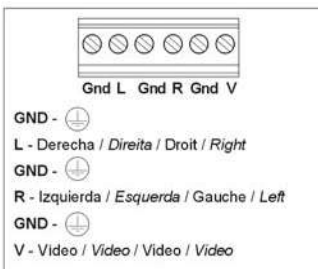 Gnd L Gnd R Gnd V
GND -
L - Derecha / Direita / Droit / Right
GND -
R - Izquierda / Esquerda / Gauche / Left
GND -
V - Video / Video / Video / Video